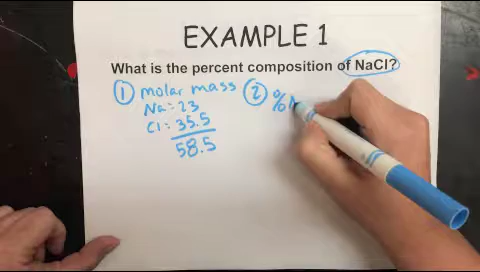 EXAMPLE 1
What is the percent composition of NaCl?
① molar mass
Na = 23
Cl = 35.5
58.5
② %